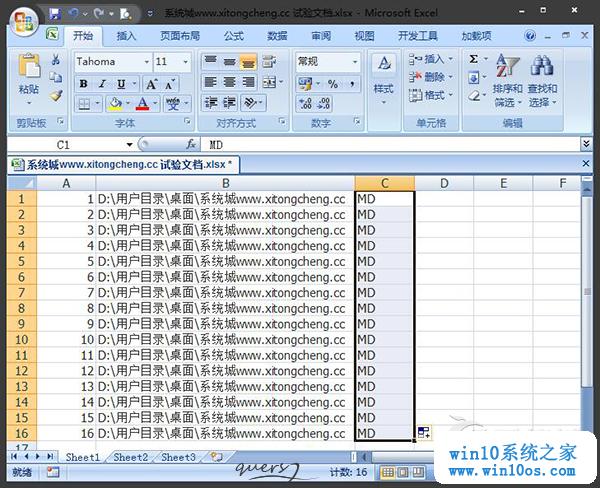 系统城www.xitongcheng.cc 试验文档.xlsx - Microsoft Excel
开始 插入 页面布局 公式 数据 审阅 视图 开发工具 加载项
粘贴 Tahoma 11 常规 样式 插入 删除 格式 排序和筛选 查找和选择
剪贴板 字体 对齐方式 数字 单元格 编辑
C1 MD
系统城www.xitongcheng.cc 试验文档.xlsx *
A B C D E F
1 1 D:\用户目录\桌面\系统城www.xitongcheng.cc MD
2 2 D:\用户目录\桌面\系统城www.xitongcheng.cc MD
3 3 D:\用户目录\桌面\系统城www.xitongcheng.cc MD
4 4 D:\用户目录\桌面\系统城www.xitongcheng.cc MD
5 5 D:\用户目录\桌面\系统城www.xitongcheng.cc MD
6 6 D:\用户目录\桌面\系统城www.xitongcheng.cc MD
7 7 D:\用户目录\桌面\系统城www.xitongcheng.cc MD
8 8 D:\用户目录\桌面\系统城www.xitongcheng.cc MD
9 9 D:\用户目录\桌面\系统城www.xitongcheng.cc MD
10 10 D:\用户目录\桌面\系统城www.xitongcheng.cc MD
11 11 D:\用户目录\桌面\系统城www.xitongcheng.cc MD
12 12 D:\用户目录\桌面\系统城www.xitongcheng.cc MD
13 13 D:\用户目录\桌面\系统城www.xitongcheng.cc MD
14 14 D:\用户目录\桌面\系统城www.xitongcheng.cc MD
15 15 D:\用户目录\桌面\系统城www.xitongcheng.cc MD
16 16 D:\用户目录\桌面\系统城www.xitongcheng.cc MD
17
Sheet1 Sheet2 Sheet3
就绪 计数: 16
win10系统之家
www.win10os.com